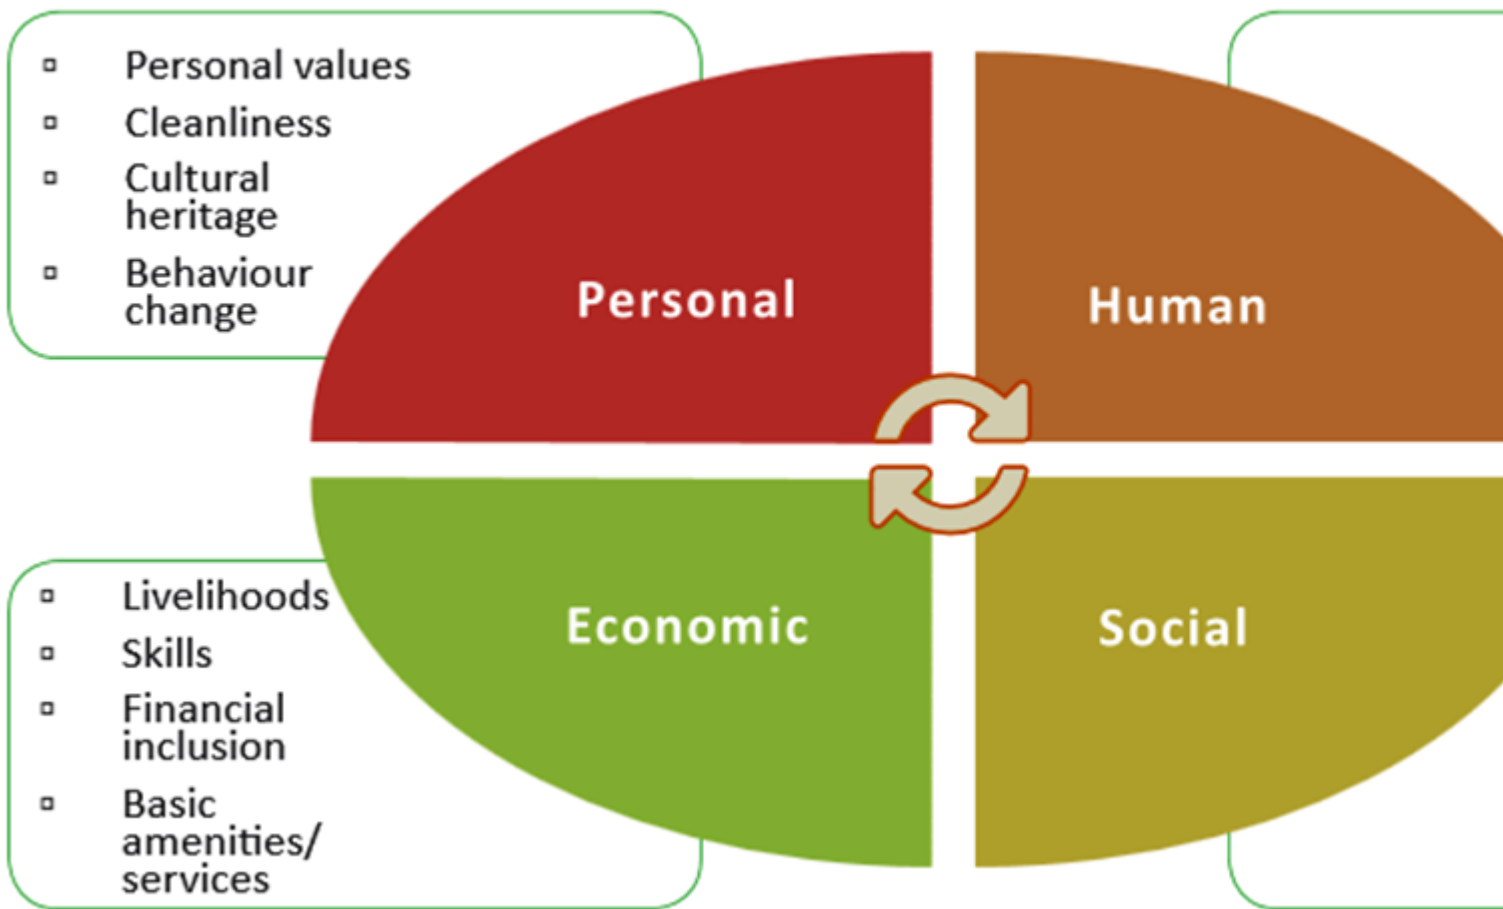 Personal values
Cleanliness
Cultural
heritage
Behaviour
change
Personal
Human
Livelihoods
Skills
Financial
inclusion
Basic
amenities/
services
Economic
Social